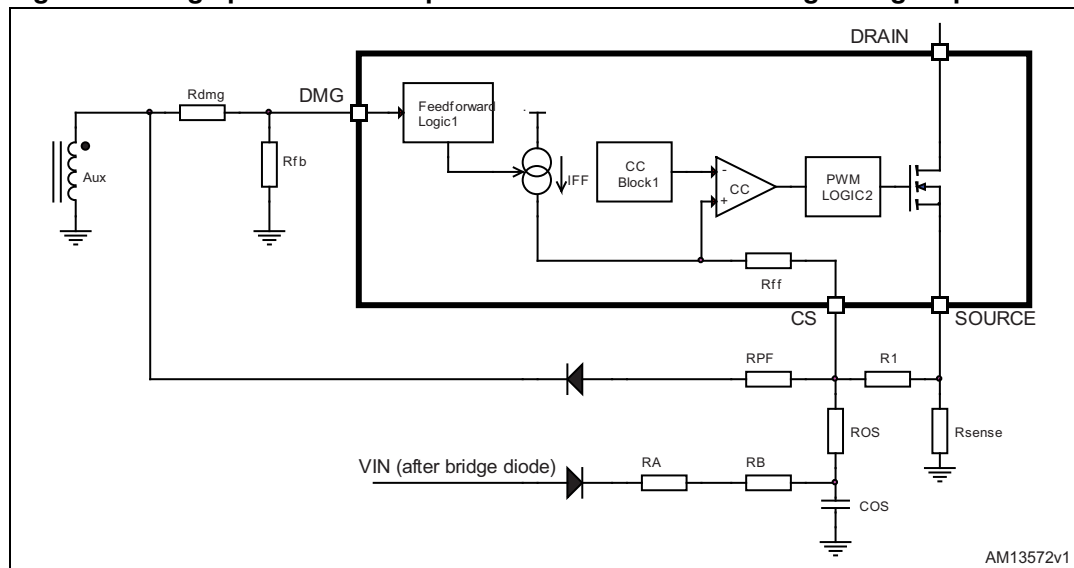 DRAIN
Rdmg
DMG
Feedforward
Logic1
Aux
Rfb
IFF
CC
Block1
-
CC
+
PWM
LOGIC2
Rff
CS
SOURCE
RPF
R1
ROS
Rsense
VIN (after bridge diode)
RA
RB
COS
AM13572v1